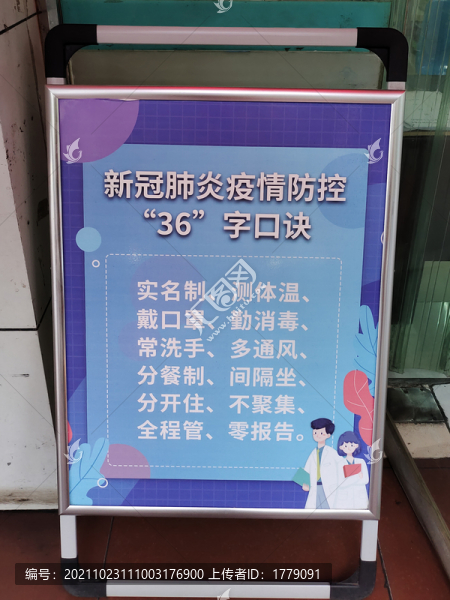 新冠肺炎疫情防控
“36”字口诀
实名制、测体温、
戴口罩、勤消毒、
常洗手、多通风、
分餐制、间隔坐、
分开住、不聚集、
全程管、零报告。
编号：20211023111003176900 上传者ID：1779091